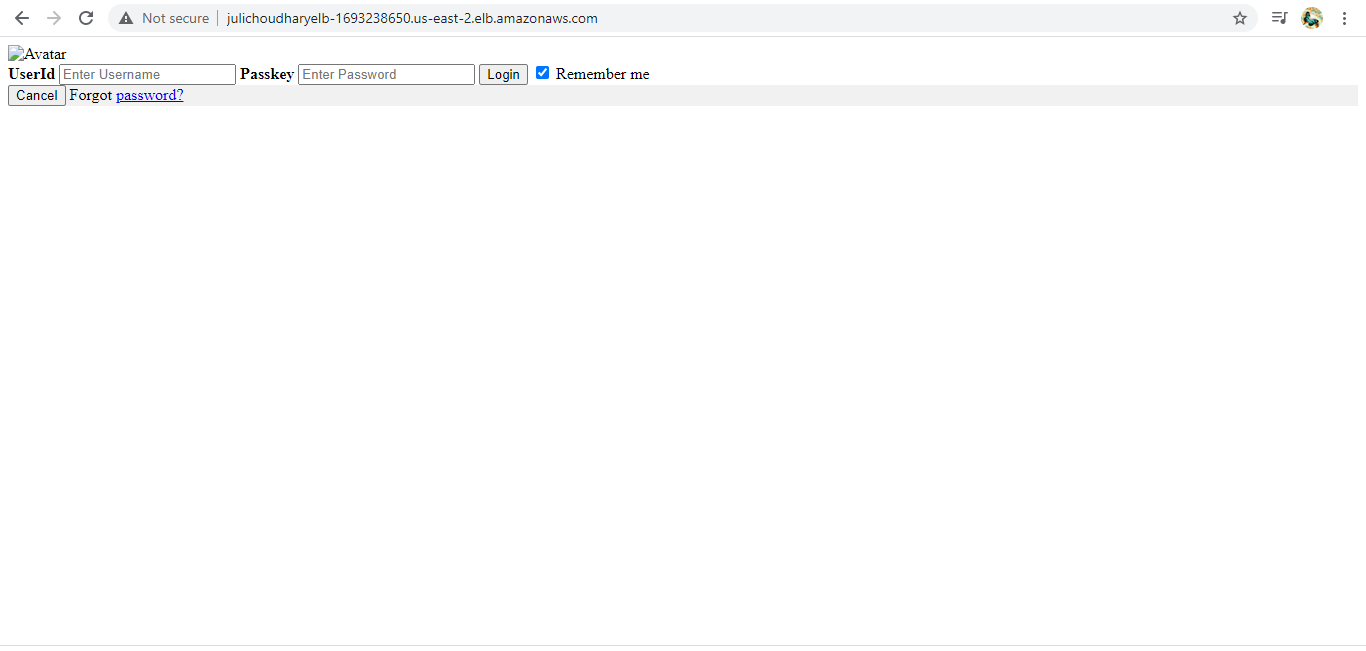 Not secure julichoudharyelb-1693238650.us-east-2.elb.amazonaws.com
Avatar
UserId Enter Username Passkey Enter Password Login Remember me
Cancel Forgot password?